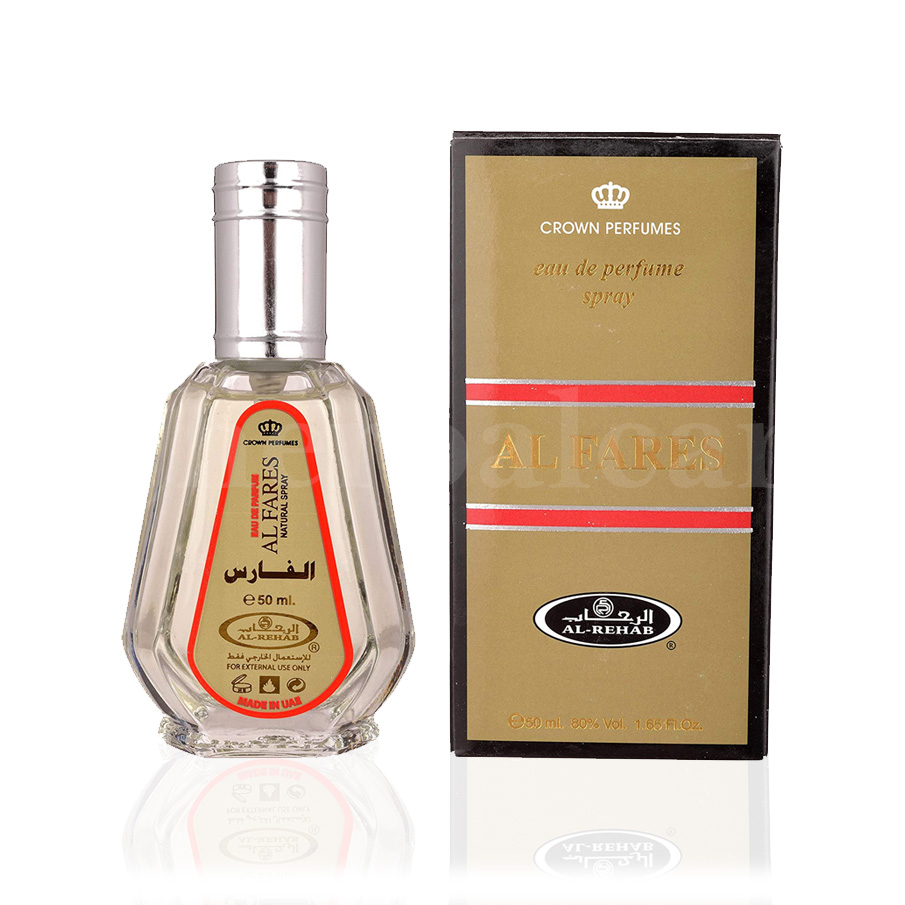 CROWN PERFUMES
EAU DE PARFUM
AL FARES
NATURAL SPRAY
الفارس
e 50 ml.
الرحاب
AL-REHAB
®
للإستعمال الخارجي فقط
FOR EXTERNAL USE ONLY
MADE IN UAE
CROWN PERFUMES
eau de perfume
spray
AL FARES
الرحاب
AL-REHAB
®
e 50 ml. 80% Vol. 1.65 Fl.Oz.